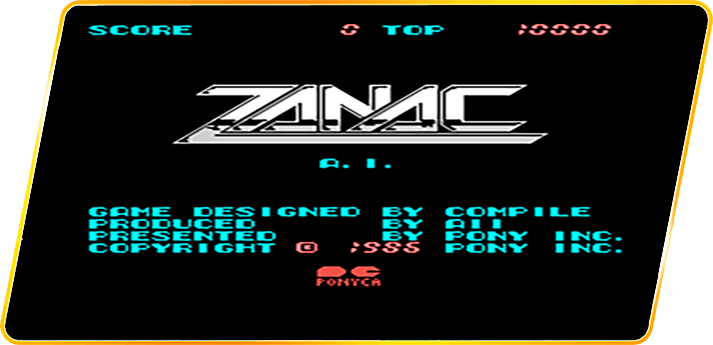 SCORE 0 TOP 10000
ZANAC
A.I.
GAME DESIGNED BY COMPILE
PRODUCED BY AII
PRESENTED BY PONY INC.
COPYRIGHT © 1986 PONY INC.
PONYCA